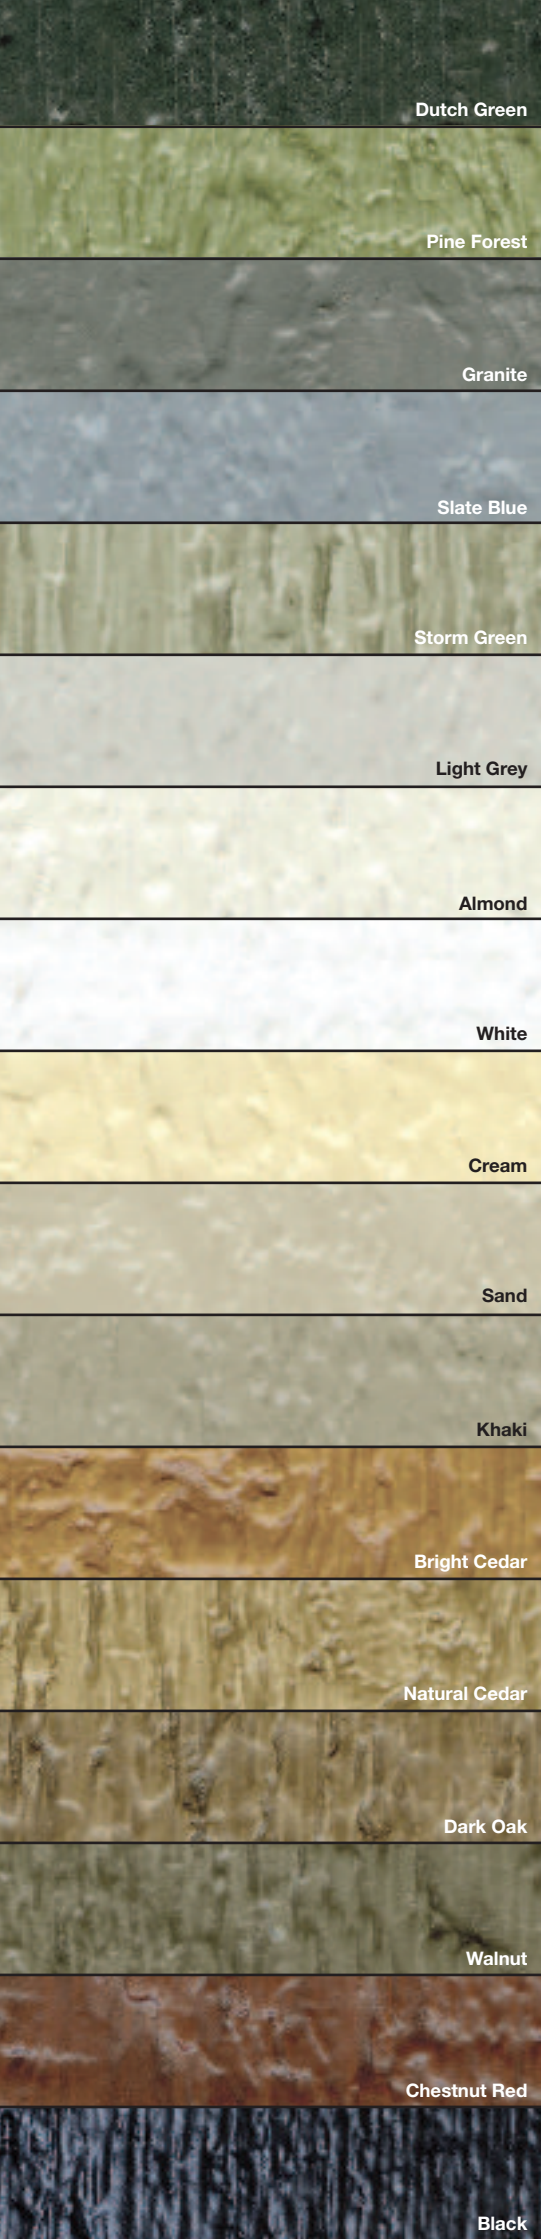 Dutch Green
Pine Forest
Granite
Slate Blue
Storm Green
Light Grey
Almond
White
Cream
Sand
Khaki
Bright Cedar
Natural Cedar
Dark Oak
Walnut
Chestnut Red
Black